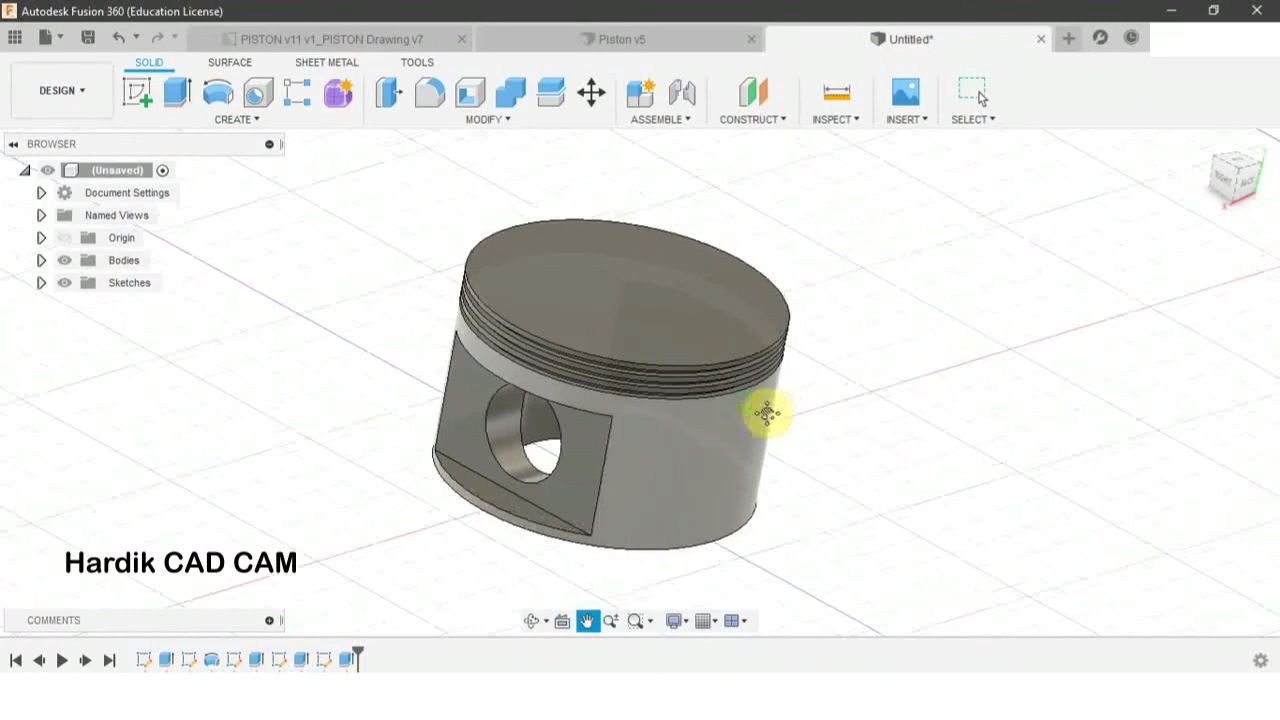 Autodesk Fusion 360 (Education License)
PISTON v11 v1_PISTON Drawing v7
Piston v5
Untitled*
SOLID SURFACE SHEET METAL TOOLS
DESIGN
CREATE MODIFY ASSEMBLE CONSTRUCT INSPECT INSERT SELECT
BROWSER
(Unsaved)
Document Settings
Named Views
Origin
Bodies
Sketches
RIGHT
Hardik CAD CAM
COMMENTS